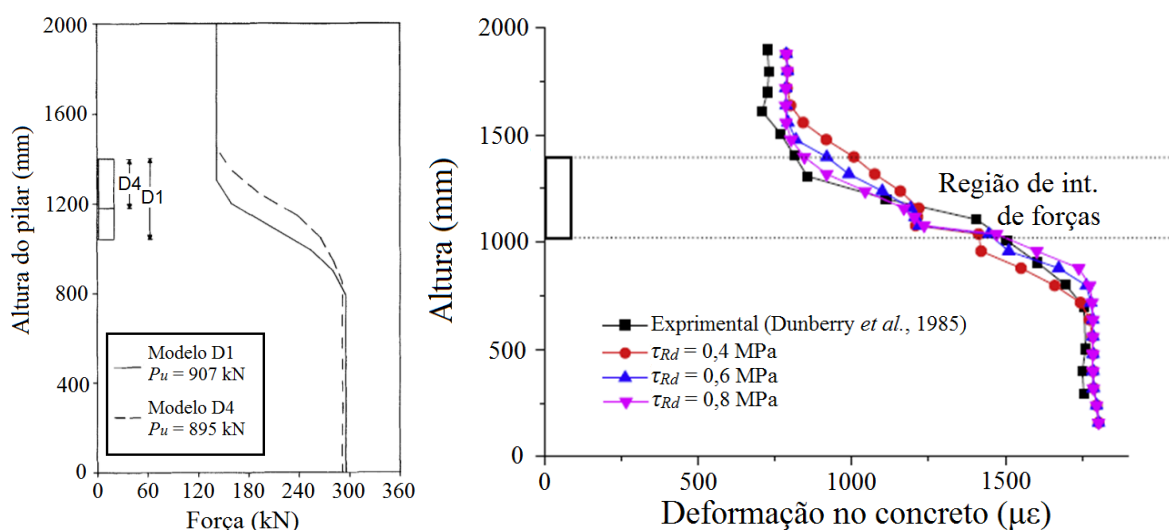 2000
1600
1200
800
400
0
Altura do pilar (mm)
D4
D1
Modelo D1
Pu = 907 kN
Modelo D4
Pu = 895 kN
0 60 120 180 240 300 360
Força (kN)
2000
1500
1000
500
0
Altura (mm)
Região de int.
de forças
Exprimental (Dunberry et al., 1985)
τRd = 0,4 MPa
τRd = 0,6 MPa
τRd = 0,8 MPa
0 500 1000 1500
Deformação no concreto (με)